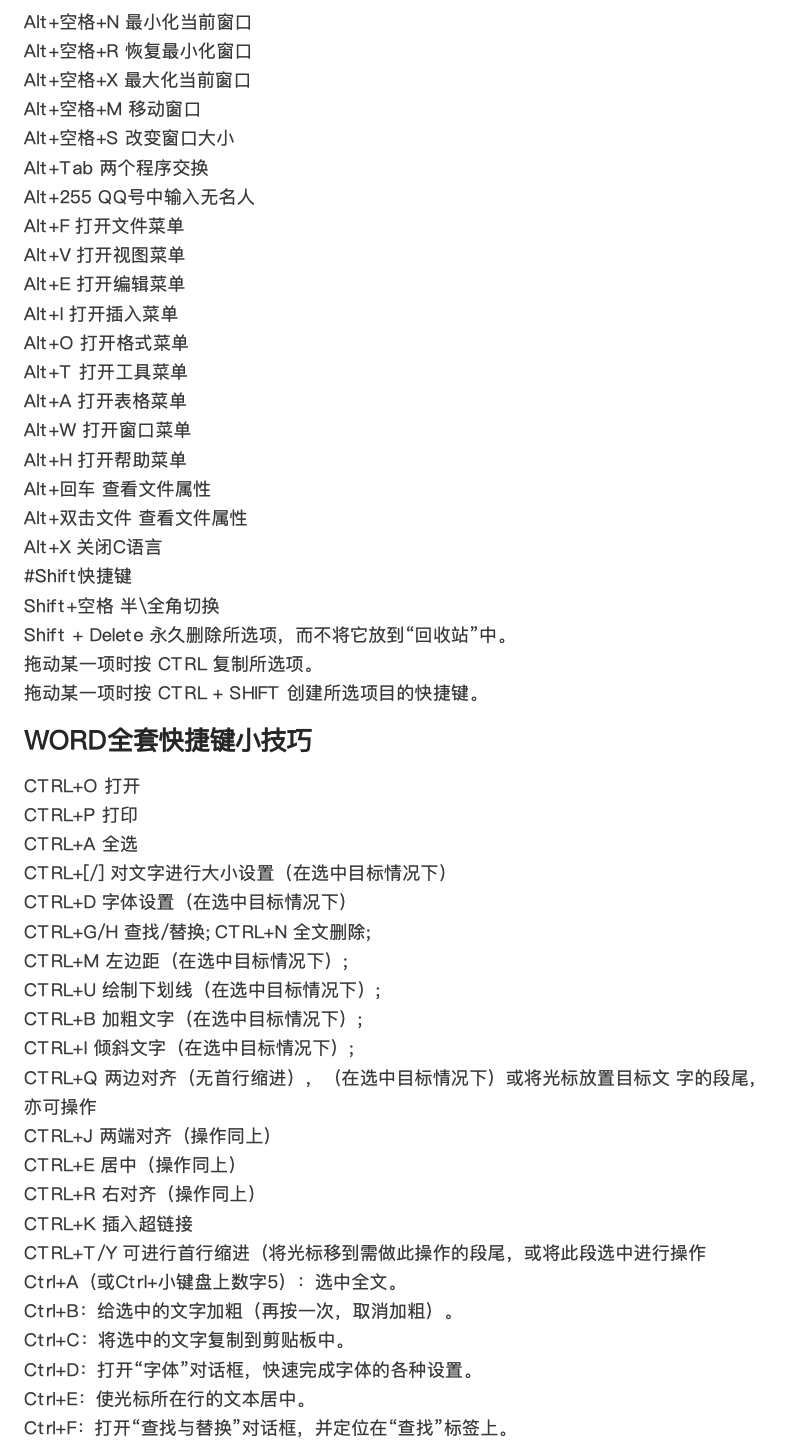 Alt+空格+N 最小化当前窗口
Alt+空格+R 恢复最小化窗口
Alt+空格+X 最大化当前窗口
Alt+空格+M 移动窗口
Alt+空格+S 改变窗口大小
Alt+Tab 两个程序交换
Alt+255 QQ号中输入无名人
Alt+F 打开文件菜单
Alt+V 打开视图菜单
Alt+E 打开编辑菜单
Alt+I 打开插入菜单
Alt+O 打开格式菜单
Alt+T 打开工具菜单
Alt+A 打开表格菜单
Alt+W 打开窗口菜单
Alt+H 打开帮助菜单
Alt+回车 查看文件属性
Alt+双击文件 查看文件属性
Alt+X 关闭C语言
#Shift快捷键
Shift+空格 半\全角切换
Shift + Delete 永久删除所选项，而不将它放到“回收站”中。
拖动某一项时按 CTRL 复制所选项。
拖动某一项时按 CTRL + SHIFT 创建所选项目的快捷键。
WORD全套快捷键小技巧
CTRL+O 打开
CTRL+P 打印
CTRL+A 全选
CTRL+[/] 对文字进行大小设置（在选中目标情况下）
CTRL+D 字体设置（在选中目标情况下）
CTRL+G/H 查找/替换; CTRL+N 全文删除;
CTRL+M 左边距（在选中目标情况下）;
CTRL+U 绘制下划线（在选中目标情况下）;
CTRL+B 加粗文字（在选中目标情况下）;
CTRL+I 倾斜文字（在选中目标情况下）;
CTRL+Q 两边对齐（无首行缩进），（在选中目标情况下）或将光标放置目标文 字的段尾，
亦可操作
CTRL+J 两端对齐（操作同上）
CTRL+E 居中（操作同上）
CTRL+R 右对齐（操作同上）
CTRL+K 插入超链接
CTRL+T/Y 可进行首行缩进（将光标移到需做此操作的段尾，或将此段选中进行操作
Ctrl+A（或Ctrl+小键盘上数字5）：选中全文。
Ctrl+B：给选中的文字加粗（再按一次，取消加粗）。
Ctrl+C：将选中的文字复制到剪贴板中。
Ctrl+D：打开“字体”对话框，快速完成字体的各种设置。
Ctrl+E：使光标所在行的文本居中。
Ctrl+F：打开“查找与替换”对话框，并定位在“查找”标签上。